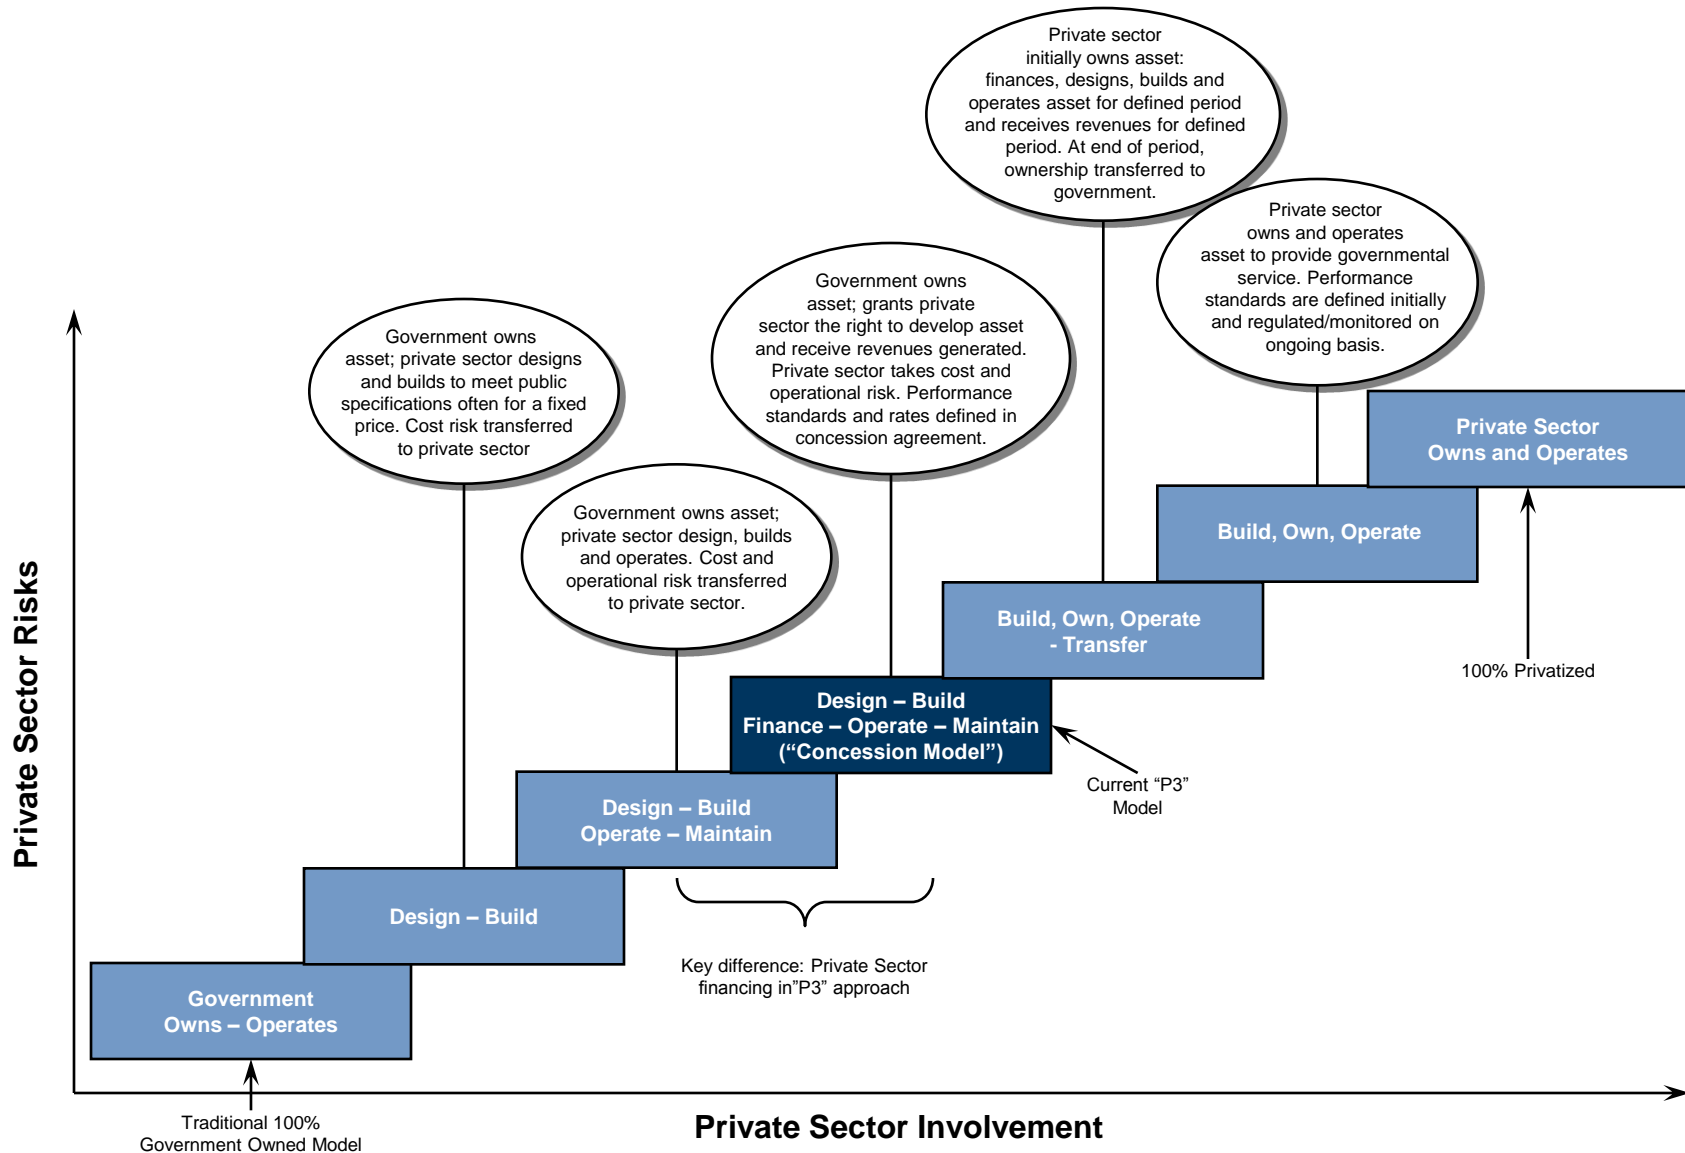 Private sector
initially owns asset:
finances, designs, builds and
operates asset for defined period
and receives revenues for defined
period. At end of period,
ownership transferred to
government.
Private sector
owns and operates
asset to provide governmental
service. Performance
standards are defined initially
and regulated/monitored on
ongoing basis.
Government owns
asset; grants private
sector the right to develop asset
and receive revenues generated.
Private sector takes cost and
operational risk. Performance
standards and rates defined in
concession agreement.
Government owns
asset; private sector designs
and builds to meet public
specifications often for a fixed
price. Cost risk transferred
to private sector
Government owns asset;
private sector design, builds
and operates. Cost and
operational risk transferred
to private sector.
Private Sector
Owns and Operates
Build, Own, Operate
Build, Own, Operate
- Transfer
100% Privatized
Design – Build
Finance – Operate – Maintain
(“Concession Model”)
Current “P3”
Model
Design – Build
Operate – Maintain
Design – Build
Key difference: Private Sector
financing in”P3” approach
Government
Owns – Operates
Traditional 100%
Government Owned Model
Private Sector Risks
Private Sector Involvement